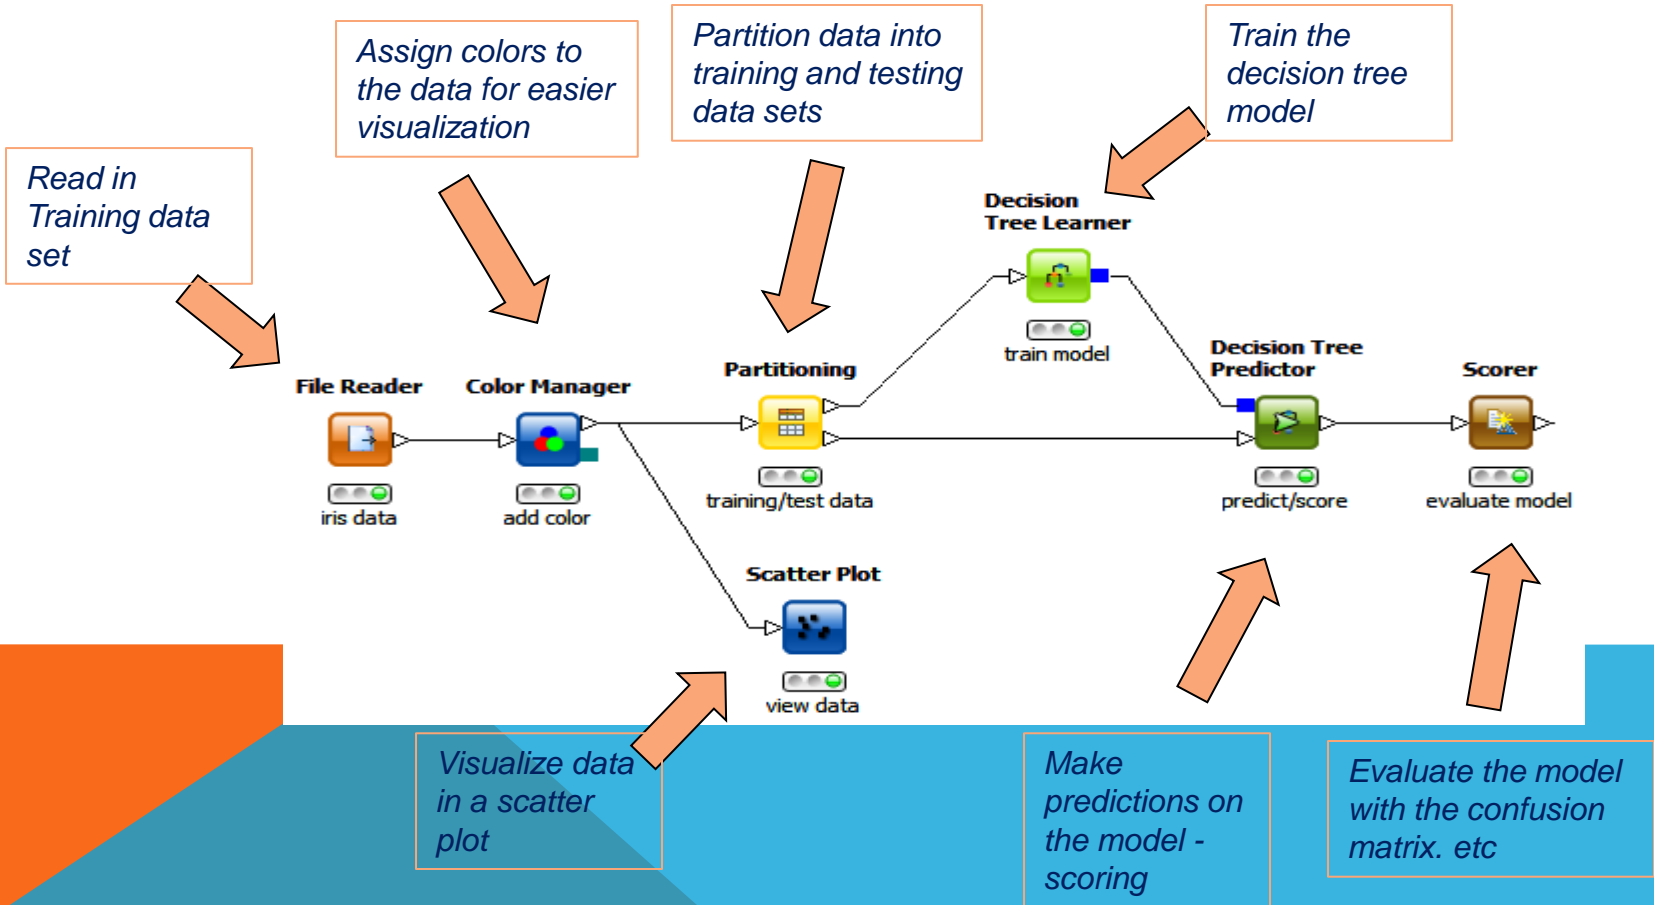 Assign colors to
the data for easier
visualization
Partition data into
training and testing
data sets
Train the
decision tree
model
Read in
Training data
set
Decision
Tree Learner
train model
File Reader
iris data
Color Manager
add color
Partitioning
training/test data
Decision Tree
Predictor
predict/score
Scorer
evaluate model
Scatter Plot
view data
Visualize data
in a scatter
plot
Make
predictions on
the model -
scoring
Evaluate the model
with the confusion
matrix. etc